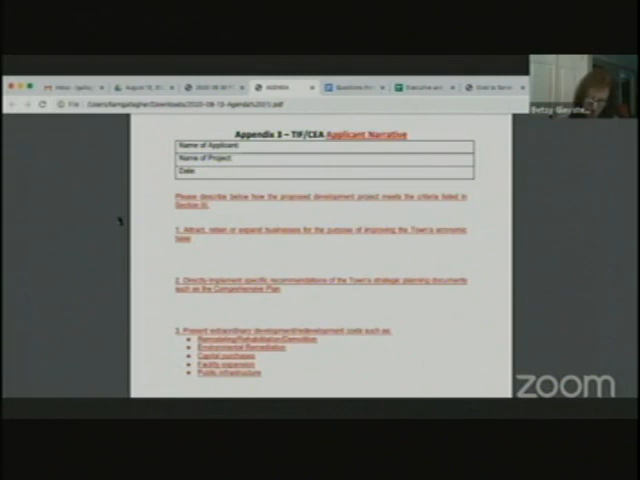 AGENDA
File
Betsy
Appendix 3 – TIF/CEA Applicant Narrative
Name of Applicant:
Name of Project:
Date:
Please describe below how the proposed development project meets the criteria listed in
Section III.
1. Attract, retain or expand businesses for the purpose of improving the Town's economic
base
2. Directly implement specific recommendations of the Town's strategic planning documents
such as the Comprehensive Plan
3. Present extraordinary development/redevelopment costs such as:
Remodeling/Rehabilitation/Demolition
Environmental Remediation
Capital purchases
Facility expansion
Public infrastructure
zoom